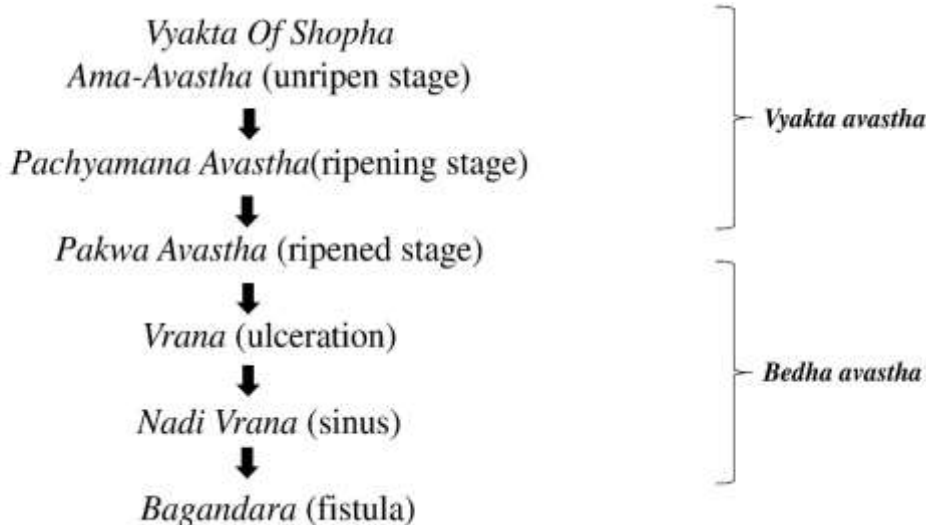 Vyakta Of Shopha
Ama-Avastha (unripen stage)
Pachyamana Avastha(ripening stage)
Vyakta avastha
Pakwa Avastha (ripened stage)
Vrana (ulceration)
Nadi Vrana (sinus)
Bagandara (fistula)
Bedha avastha